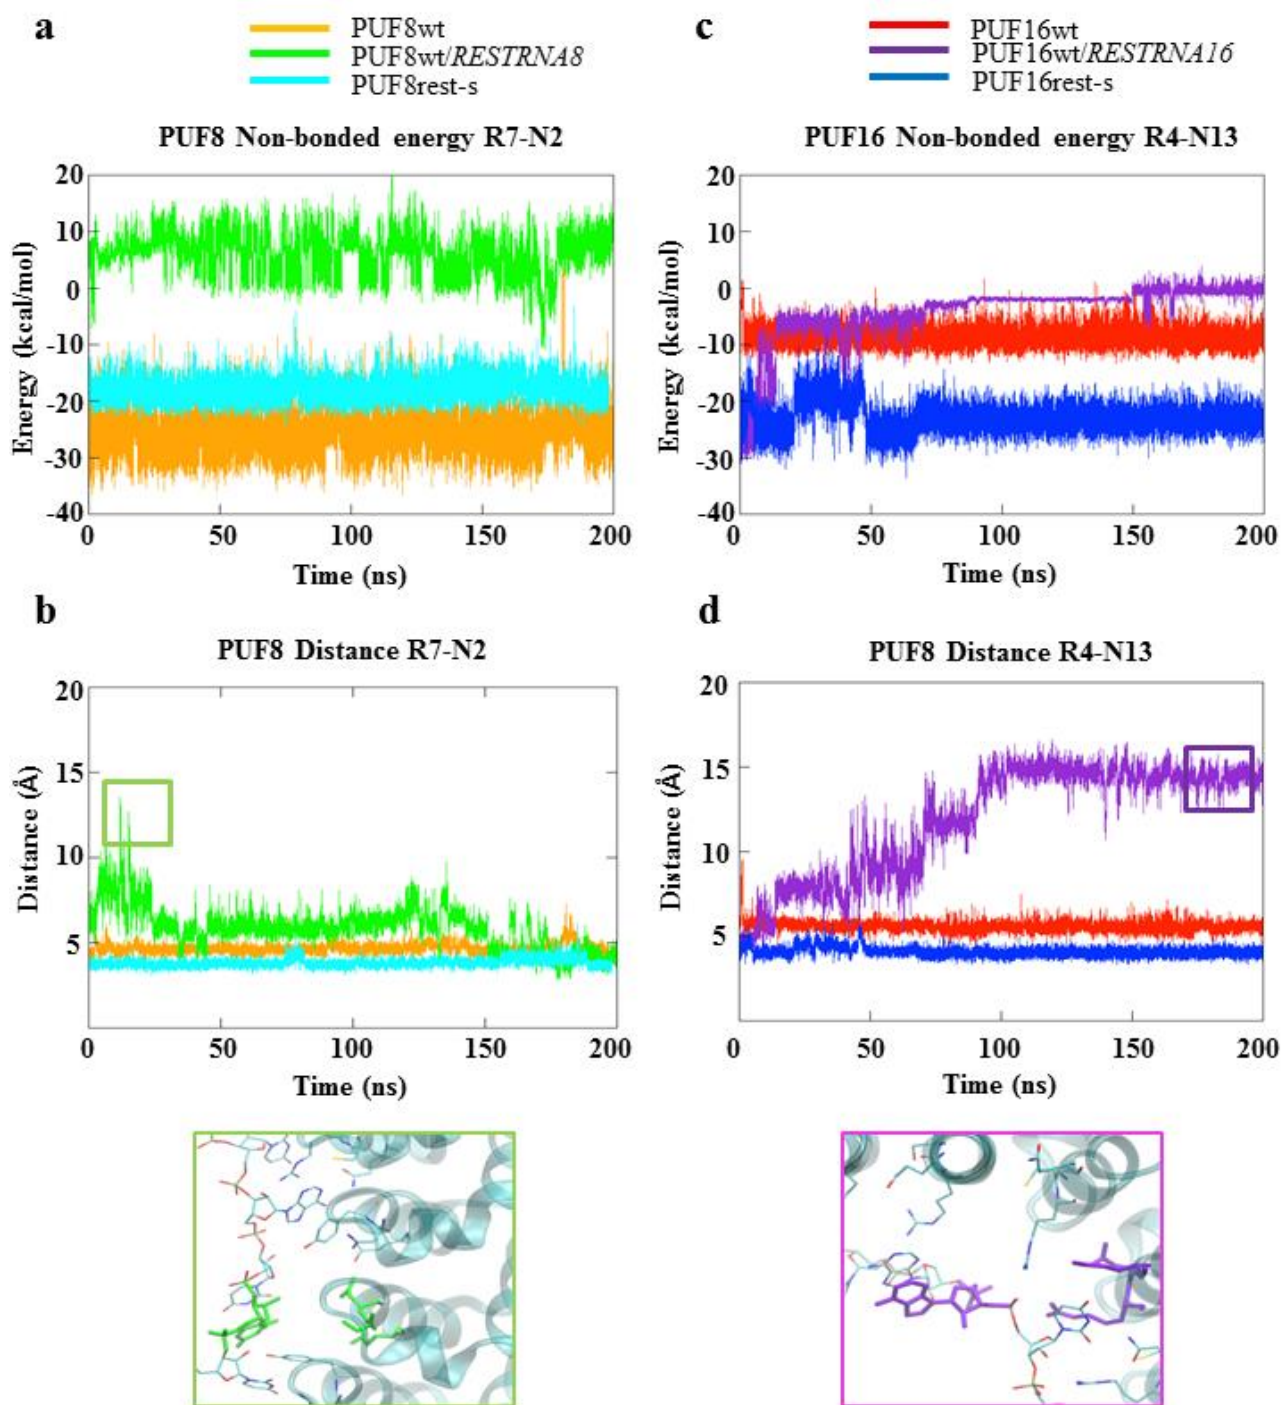 a
PUF8wt
PUF8wt/RESTRNA8
PUF8rest-s
PUF8 Non-bonded energy R7-N2
20
10
0
-10
-20
-30
-40
Energy (kcal/mol)
0 50 100 150 200
Time (ns)
b
PUF8 Distance R7-N2
20
15
10
5
Distance (Å)
0 50 100 150 200
Time (ns)
c
PUF16wt
PUF16wt/RESTRNA16
PUF16rest-s
PUF16 Non-bonded energy R4-N13
20
10
0
-10
-20
-30
-40
Energy (kcal/mol)
0 50 100 150 200
Time (ns)
d
PUF8 Distance R4-N13
20
15
10
5
Distance (Å)
0 50 100 150 200
Time (ns)